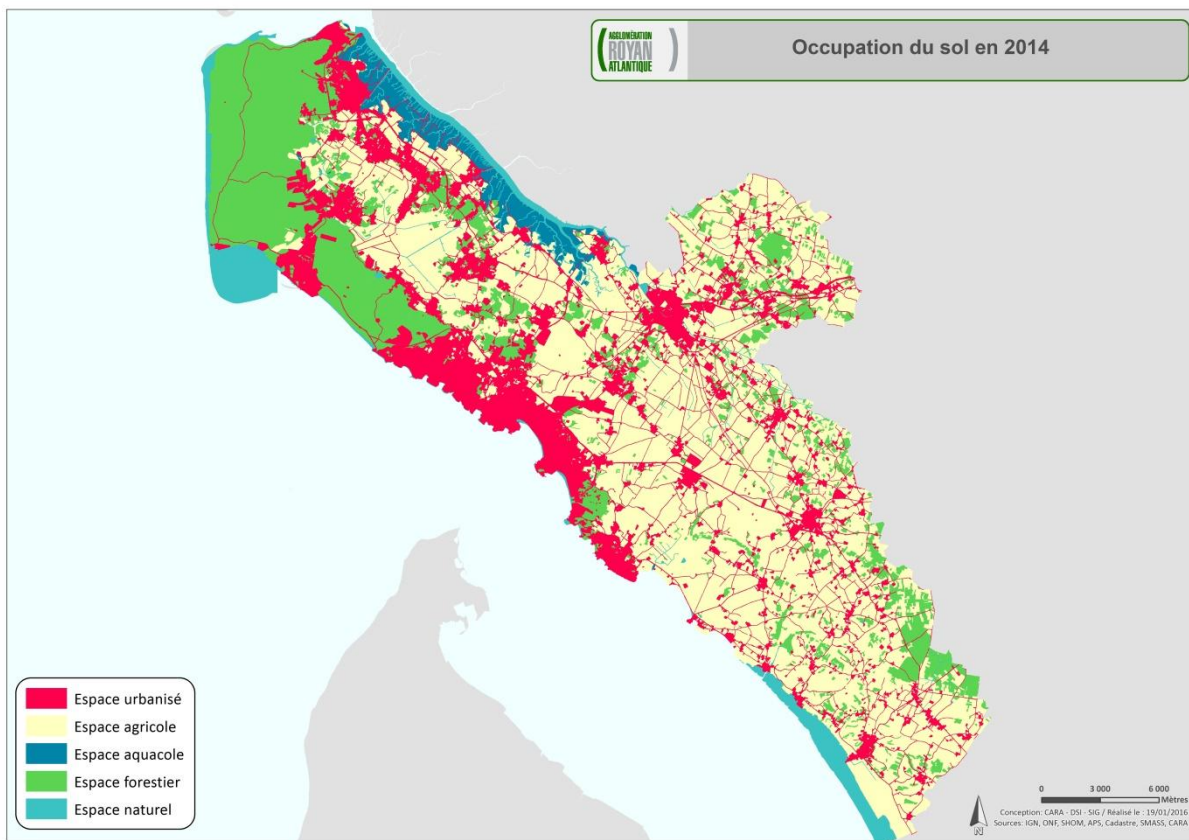 AGGLOMÉRATION
ROYAN
ATLANTIQUE
Occupation du sol en 2014
Espace urbanisé
Espace agricole
Espace aquacole
Espace forestier
Espace naturel
0 3 000 6 000
Mètres
Conception: CARA - DSI - SIG / Réalisé le : 19/01/2016
Sources: IGN, ONF, SHOM, APS, Cadastre, SMASS, CARA